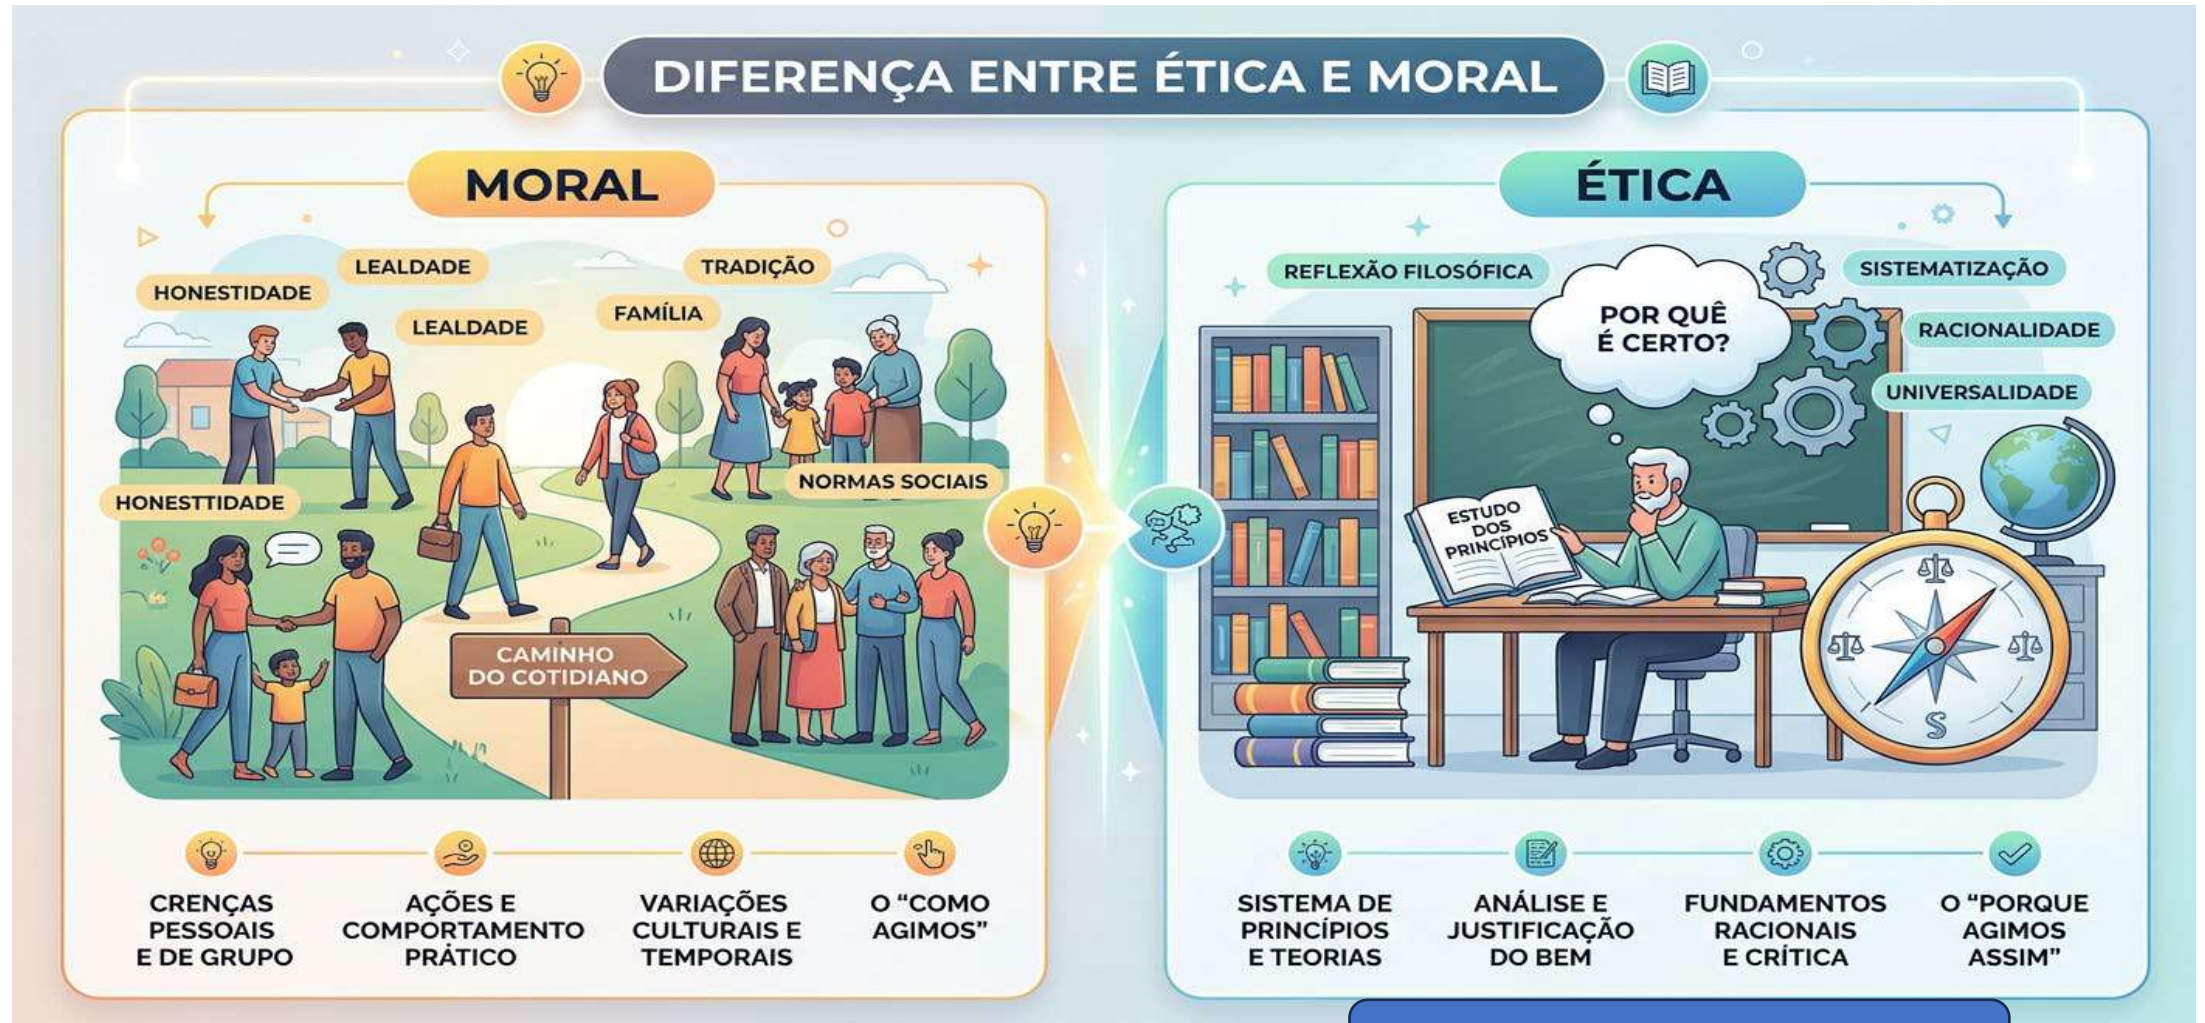 DIFERENÇA ENTRE ÉTICA E MORAL
MORAL
HONESTIDADE
LEALDADE
LEALDADE
FAMÍLIA
TRADIÇÃO
HONESTTIDADE
NORMAS SOCIAIS
CAMINHO
DO COTIDIANO
CRENÇAS
PESSOAIS
E DE GRUPO
AÇÕES E
COMPORTAMENTO
PRÁTICO
VARIAÇÕES
CULTURAIS E
TEMPORAIS
O “COMO
AGIMOS”
ÉTICA
REFLEXÃO FILOSÓFICA
POR QUÊ
É CERTO?
SISTEMATIZAÇÃO
RACIONALIDADE
UNIVERSALIDADE
ESTUDO
DOS
PRINCÍPIOS
S
SISTEMA DE
PRINCÍPIOS
E TEORIAS
ANÁLISE E
JUSTIFICAÇÃO
DO BEM
FUNDAMENTOS
RACIONAIS
E CRÍTICA
O “PORQUE
AGIMOS
ASSIM”